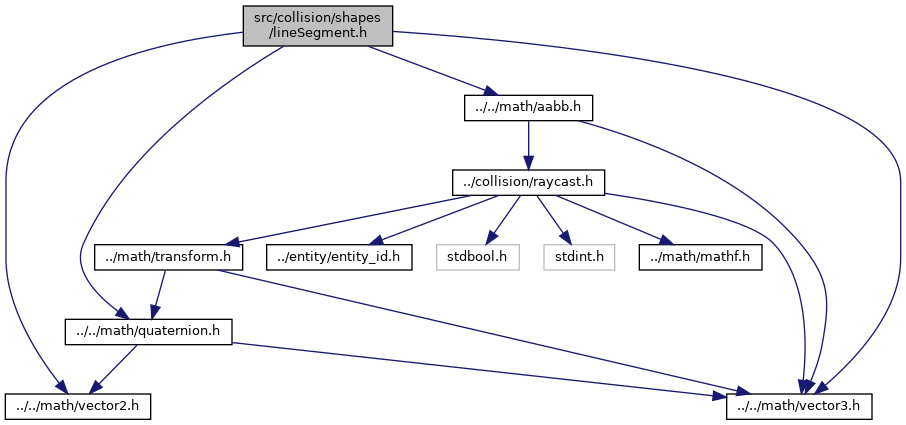 src/collision/shapes
/lineSegment.h
../../math/aabb.h
../collision/raycast.h
../math/transform.h
../entity/entity_id.h
stdbool.h
stdint.h
../math/mathf.h
../../math/quaternion.h
../../math/vector2.h
../../math/vector3.h